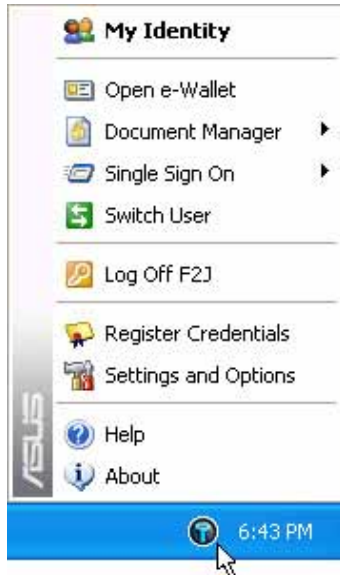 My Identity
Open e-Wallet
Document Manager
Single Sign On
Switch User
Log Off F2J
Register Credentials
Settings and Options
Help
About
ASUS
6:43 PM